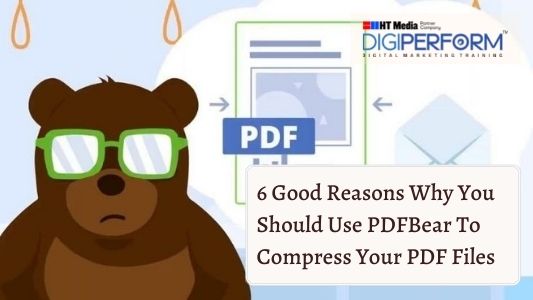 HT Media
Partner
Company
DIGIPERFORM™
DIGITAL MARKETING TRAINING
PDF
6 Good Reasons Why You
Should Use PDFBear To
Compress Your PDF Files